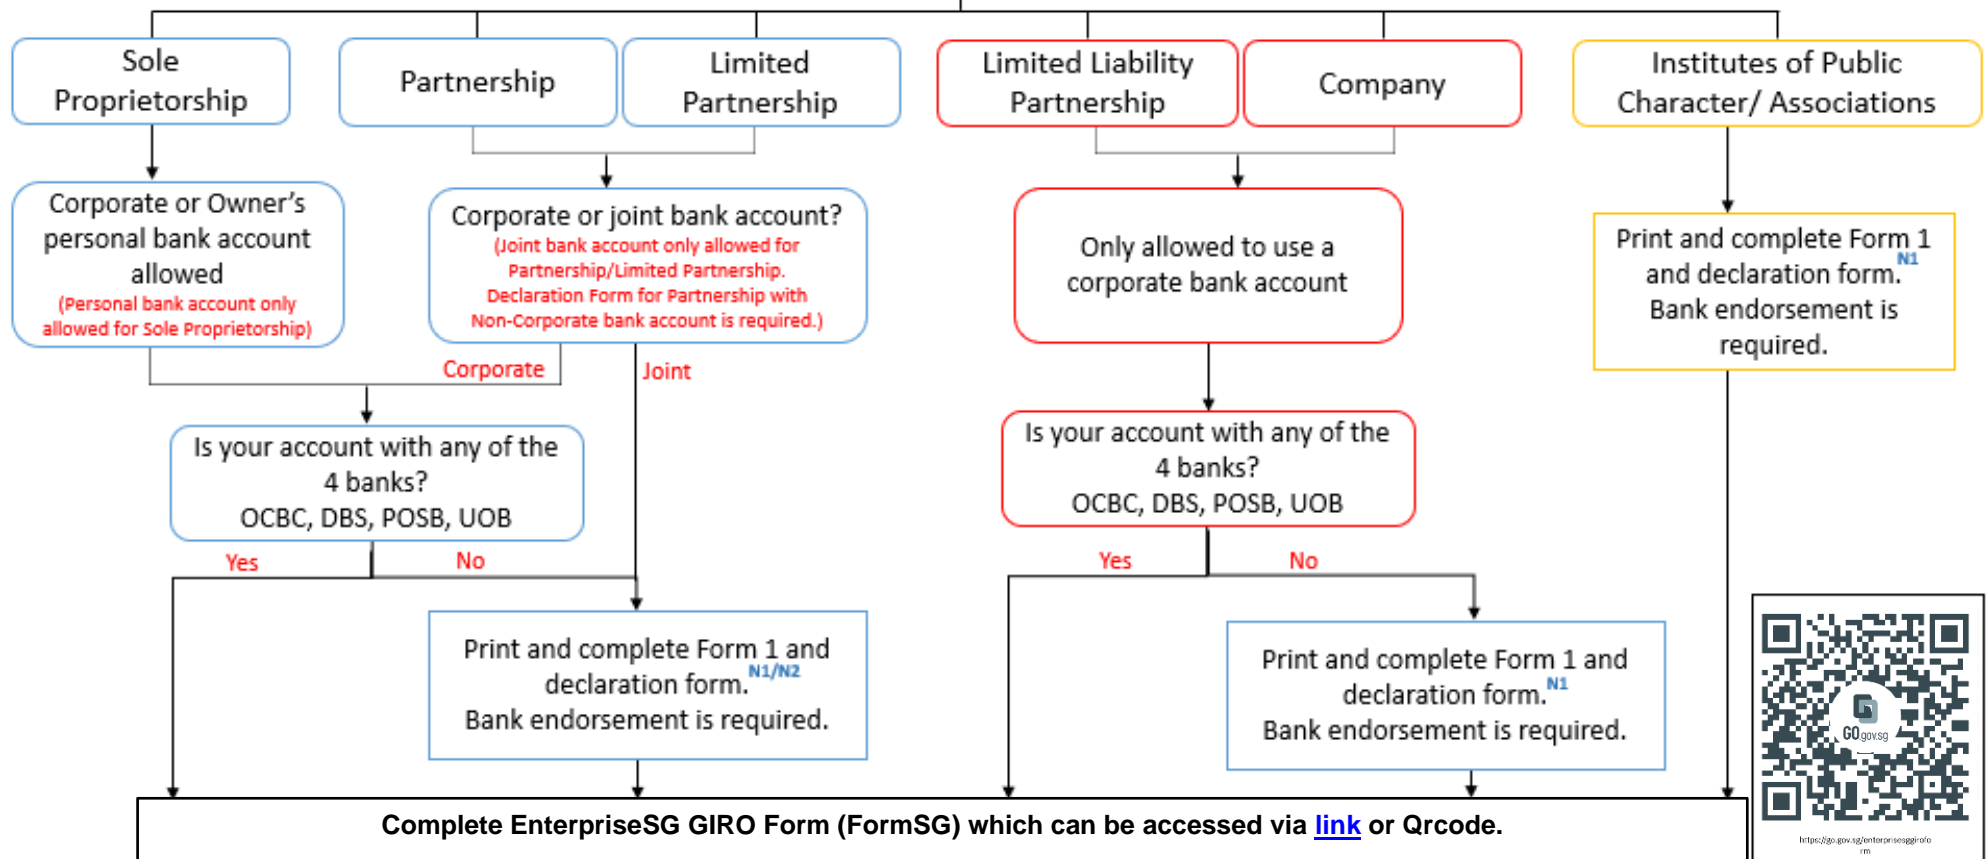 Sole
Proprietorship
Partnership
Limited
Partnership
Limited Liability
Partnership
Company
Institutes of Public
Character/ Associations
Corporate or Owner's
personal bank account
allowed
(Personal bank account only
allowed for Sole Proprietorship)
Corporate or joint bank account?
(Joint bank account only allowed for
Partnership/Limited Partnership.
Declaration Form for Partnership with
Non-Corporate bank account is required.)
Only allowed to use a
corporate bank account
Print and complete Form 1
and declaration form. N1
Bank endorsement is
required.
Corporate
Joint
Is your account with any of the
4 banks?
OCBC, DBS, POSB, UOB
Is your account with any of the
4 banks?
OCBC, DBS, POSB, UOB
Yes
No
Yes
No
Print and complete Form 1 and
declaration form. N1/N2
Bank endorsement is required.
Print and complete Form 1 and
declaration form. N1
Bank endorsement is required.
GO.gov.sg
https://go.gov.sg/enterprisesggirofo
rm
Complete EnterpriseSG GIRO Form (FormSG) which can be accessed via link or Qrcode.